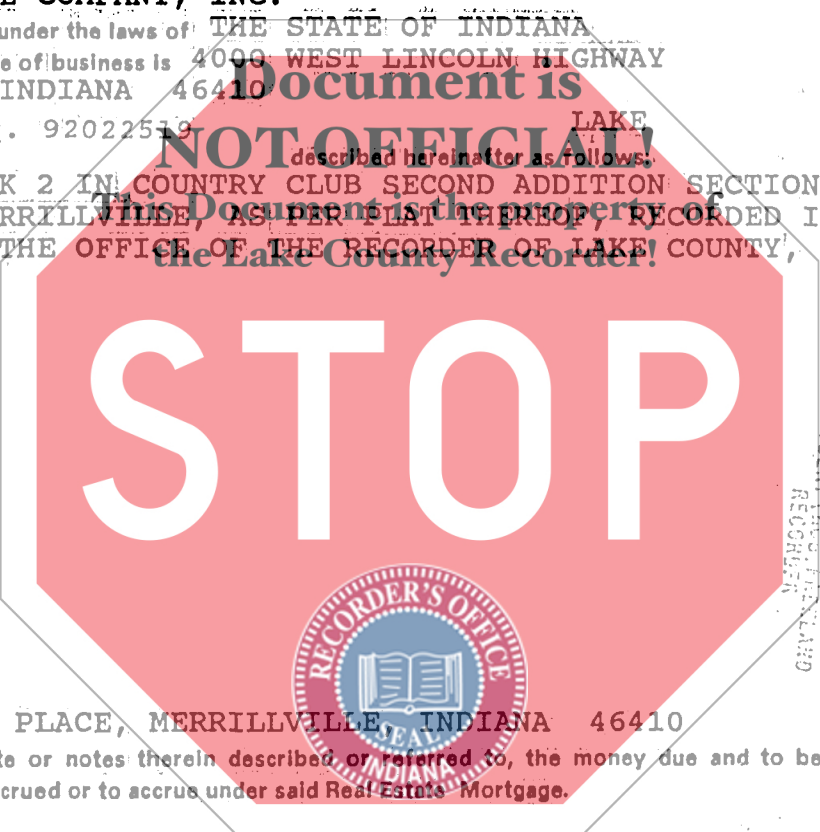 E COMPANY, INC.
under the laws of THE STATE OF INDIANA
e of business is 4000 WEST LINCOLN HIGHWAY
INDIANA 46410
Document is
. 92022519 LAKE
NOT OFFICIAL!
described hereinafter as follows:
K 2 IN COUNTRY CLUB SECOND ADDITION SECTION
This Document is the property of
RRILLVILLE, AS PER PLAT THEREOF, RECORDED I
THE OFFICE OF THE RECORDER OF LAKE COUNTY,
the Lake County Recorder!
STOP
RECORDER
RECORDER'S OFFICE
SEAL
INDIANA
PLACE, MERRILLVILLE, INDIANA 46410
te or notes therein described or referred to, the money due and to be
crued or to accrue under said Real Estate Mortgage.